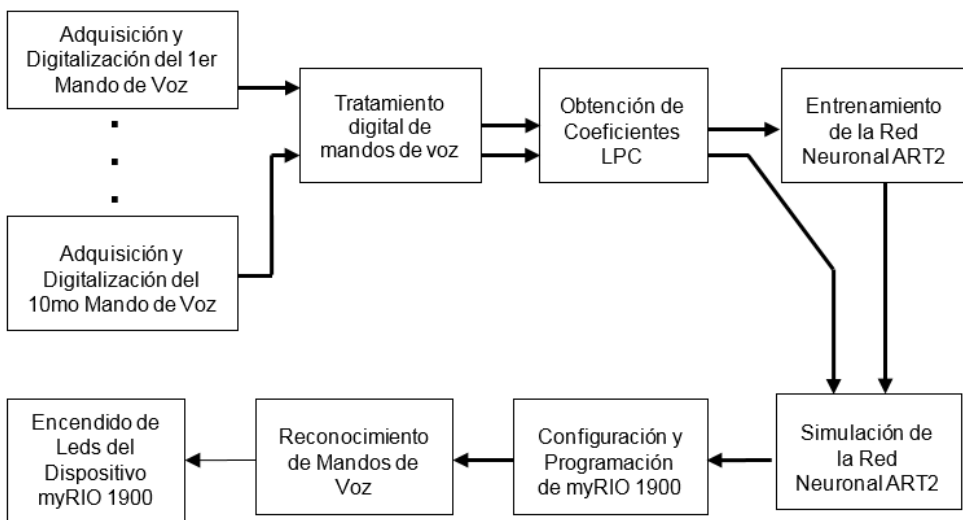 Adquisición y
Digitalización del 1er
Mando de Voz
Tratamiento
digital de
mandos de voz
Obtención de
Coeficientes
LPC
Entrenamiento
de la Red
Neuronal ART2
Adquisición y
Digitalización del
10mo Mando de Voz
Encendido de
Leds del
Dispositivo
myRIO 1900
Reconocimiento
de Mandos de
Voz
Configuración y
Programación
de myRIO 1900
Simulación de
la Red
Neuronal ART2